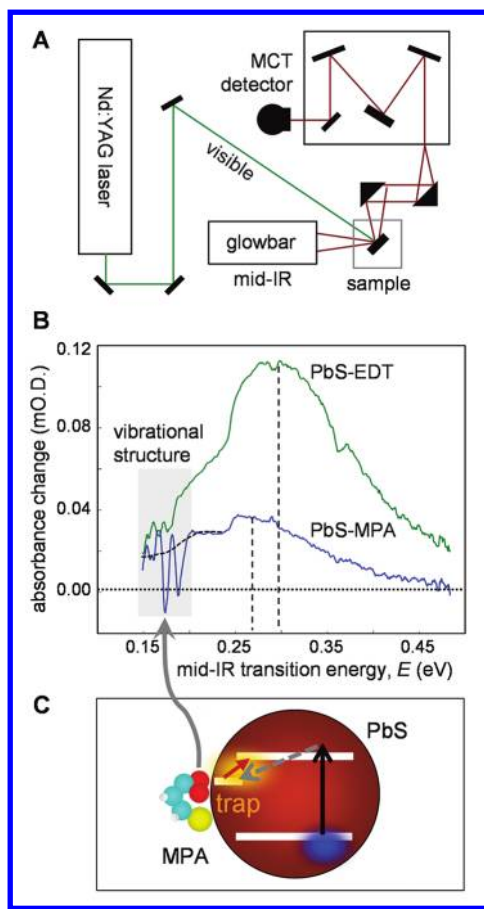 A
Nd:YAG laser
MCT
detector
visible
glowbar
mid-IR
sample
B
absorbance change (mO.D.)
0.12
0.08
0.04
0.00
PbS-EDT
vibrational
structure
PbS-MPA
0.15
0.25
0.35
0.45
mid-IR transition energy, E (eV)
C
PbS
trap
MPA